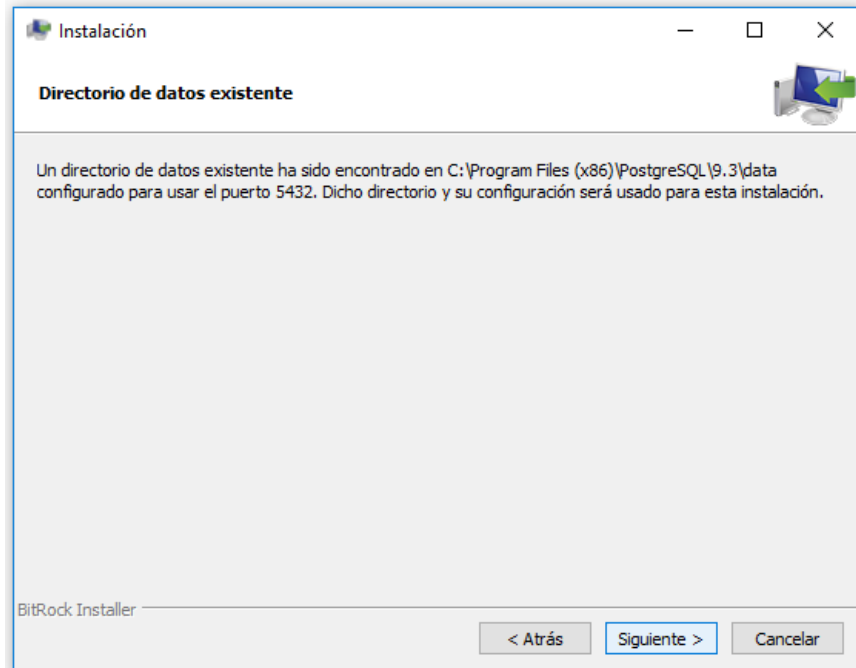 Instalación
Directorio de datos existente
Un directorio de datos existente ha sido encontrado en C:\Program Files (x86)\PostgreSQL\9.3\data
configurado para usar el puerto 5432. Dicho directorio y su configuración será usado para esta instalación.
BitRock Installer
< Atrás Siguiente > Cancelar